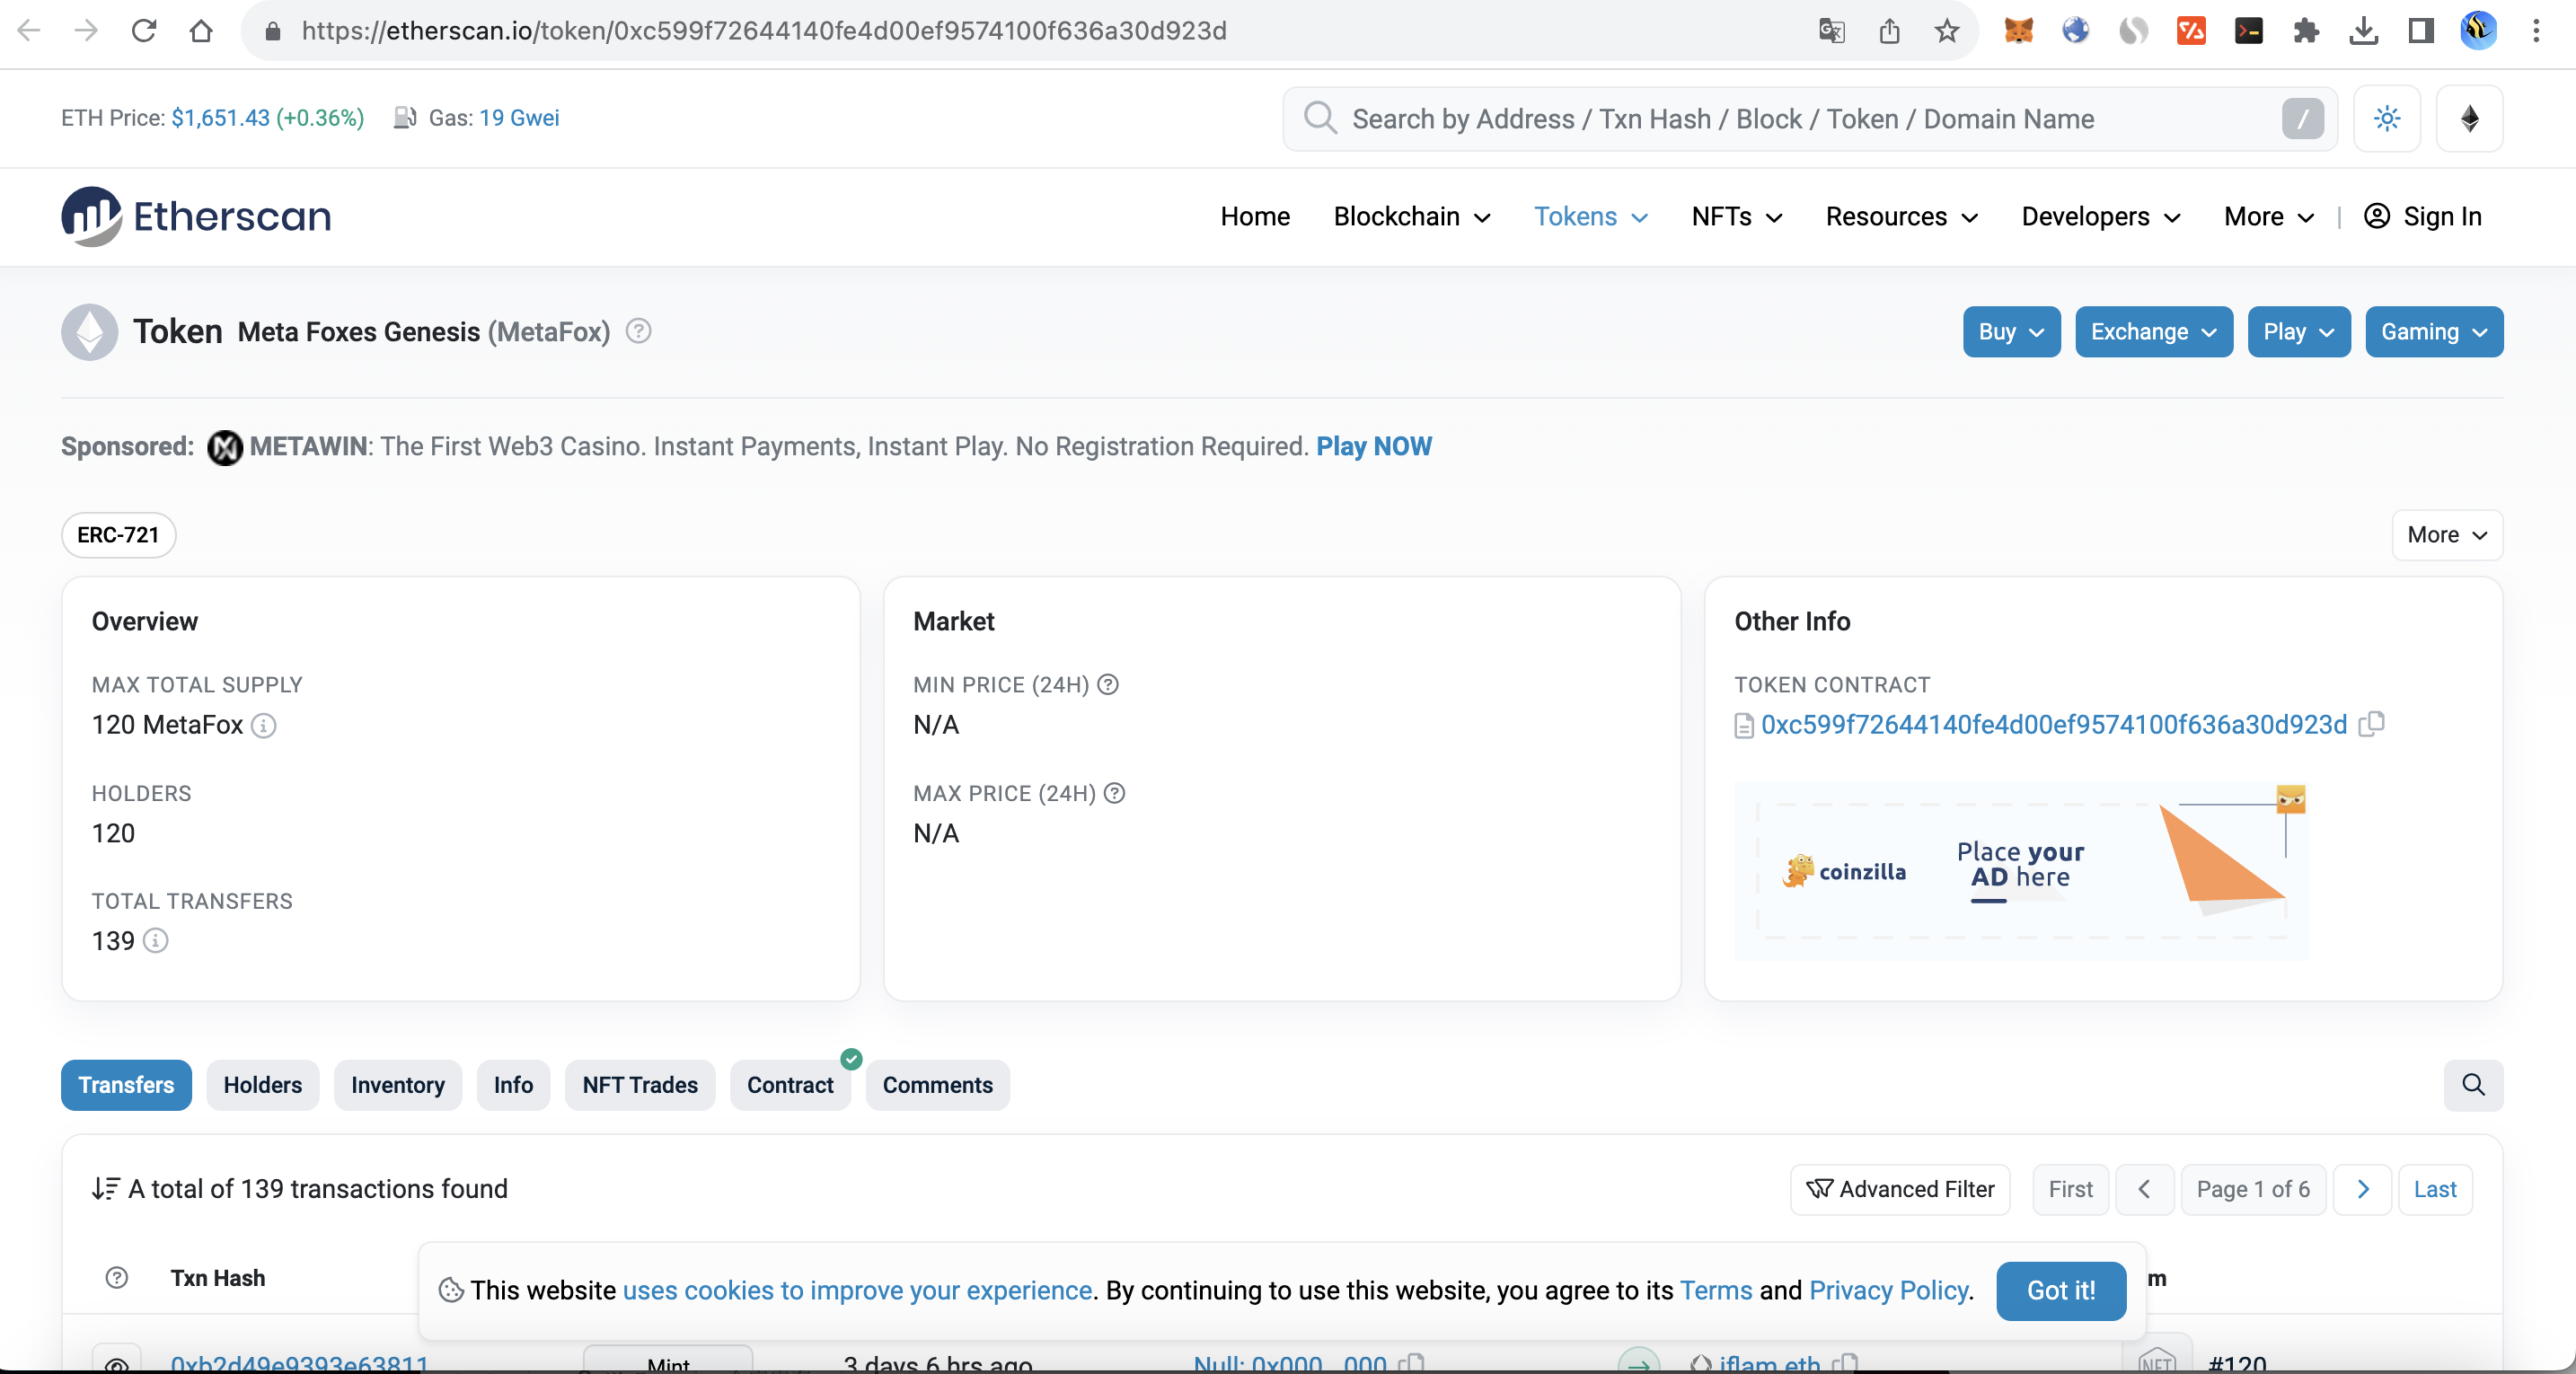 https://etherscan.io/token/0xc599f72644140fe4d00ef9574100f636a30d923d
ETH Price: $1,651.43 (+0.36%) Gas: 19 Gwei
Search by Address / Txn Hash / Block / Token / Domain Name /
Etherscan
Home Blockchain Tokens NFTs Resources Developers More | Sign In
Token Meta Foxes Genesis (MetaFox)
Buy Exchange Play Gaming
Sponsored: METAWIN: The First Web3 Casino. Instant Payments, Instant Play. No Registration Required. Play NOW
ERC-721
More
Overview
MAX TOTAL SUPPLY
120 MetaFox
HOLDERS
120
TOTAL TRANSFERS
139
Market
MIN PRICE (24H)
N/A
MAX PRICE (24H)
N/A
Other Info
TOKEN CONTRACT
0xc599f72644140fe4d00ef9574100f636a30d923d
coinzilla
Place your
AD here
Transfers Holders Inventory Info NFT Trades Contract Comments
A total of 139 transactions found
Advanced Filter First Page 1 of 6 Last
Txn Hash
This website uses cookies to improve your experience. By continuing to use this website, you agree to its Terms and Privacy Policy. Got it!
m
0xb2d49e9393e63811 Mint 3 days 6 hrs ago Null: 0x000...000 iflam.eth NFT #120